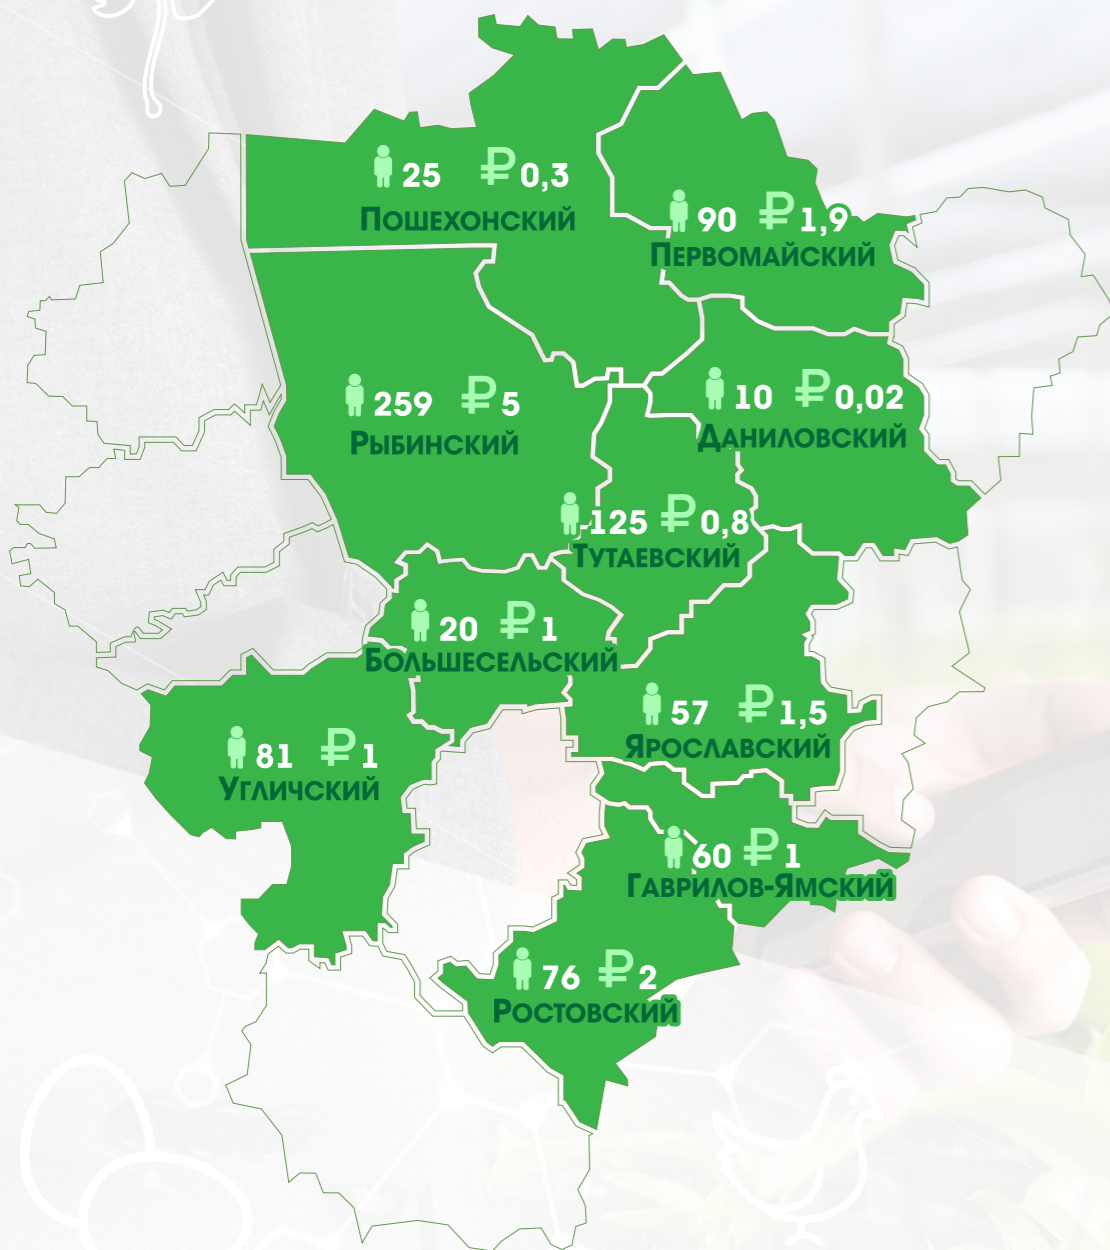 25 ₽ 0,3
Пошехонский
90 ₽ 1,9
Первомайский
259 ₽ 5
Рыбинский
10 ₽ 0,02
Даниловский
125 ₽ 0,8
Тутаевский
20 ₽ 1
Большесельский
57 ₽ 1,5
Ярославский
81 ₽ 1
Угличский
60 ₽ 1
Гаврилов-Ямский
76 ₽ 2
Ростовский